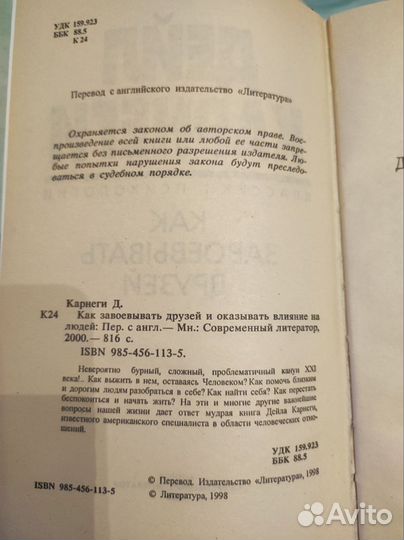 УДК 159.923
ББК 88.5
К 24
Перевод с английского издательство «Литература»
Охраняется законом об авторском праве. Вос-
произведение всей книги или любой ее части запре-
щается без письменного разрешения издателя. Лю-
бые попытки нарушения закона будут преследо-
ваться в судебном порядке.
КАК
ЗАВОЕВЫВАТЬ
ДРУЗЕЙ
Карнеги Д.
К24 Как завоевывать друзей и оказывать влияние на
людей: Пер. с англ.— Мн.: Современный литератор,
2000.— 816 с.
ISBN 985-456-113-5.
Невероятно бурный, сложный, проблематичный канун XXI
века!.. Как выжить в нем, оставаясь Человеком? Как помочь близким
и дорогим людям разобраться в себе? Как найти себя? Как перестать
беспокоиться и начать жить? На эти и многие другие важнейшие
вопросы нашей жизни дает ответ мудрая книга Дейла Карнеги,
известного американского специалиста в области человеческих отно-
шений.
УДК 159.923
ББК 88.5
© Перевод. Издательство «Литература», 1998
ISBN 985-456-113-5 © Литература, 1998
Д
Avito